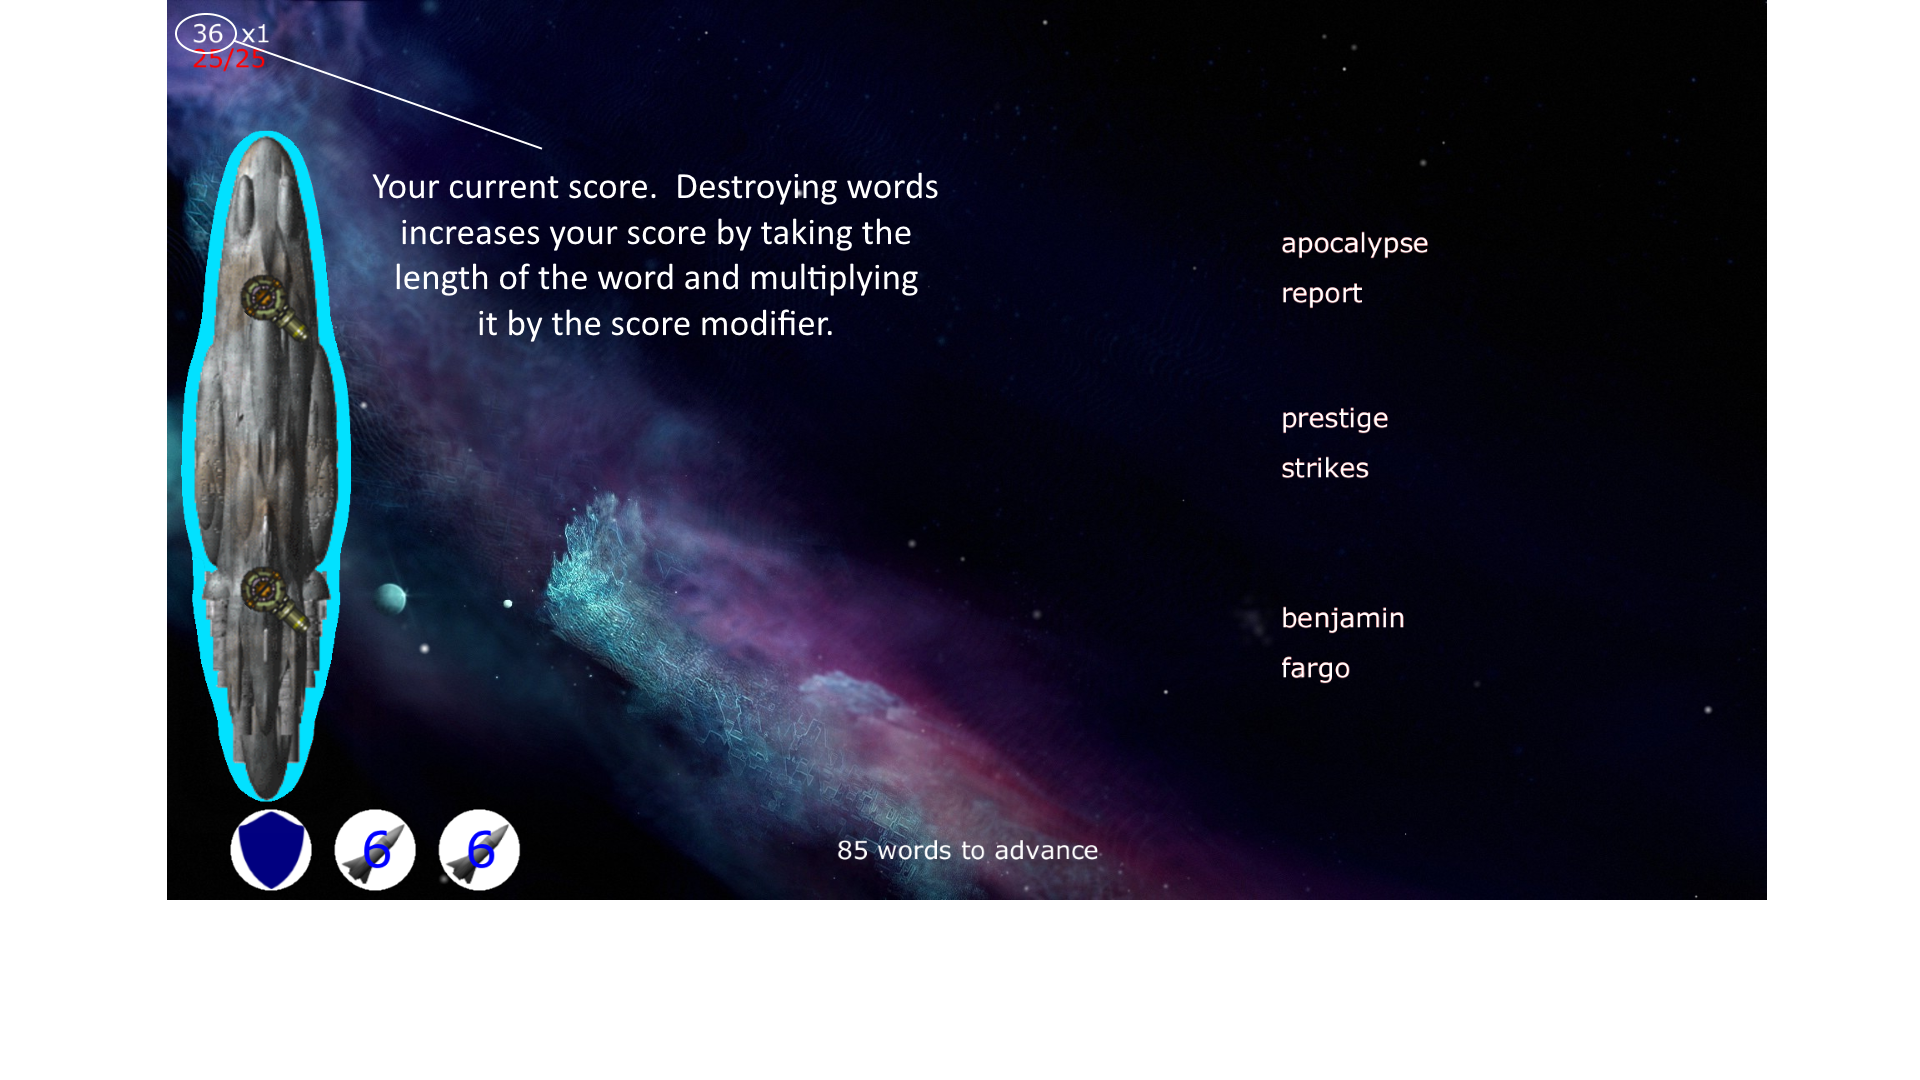 36 x1
25/25
Your current score.  Destroying words
increases your score by taking the
length of the word and multiplying
it by the score modifier.
apocalypse
report
prestige
strikes
benjamin
fargo
6 6
85 words to advance